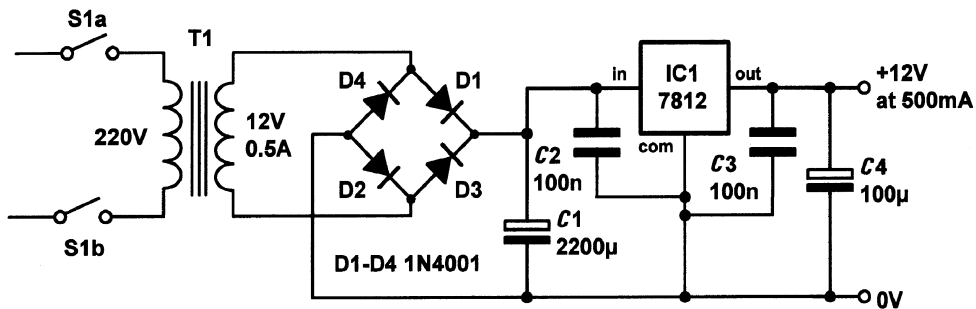 S1a
T1
220V
S1b
12V
0.5A
D4
D1
D2
D3
D1-D4 1N4001
C1
2200µ
C2
100n
in
IC1
7812
out
com
C3
100n
C4
100µ
+12V
at 500mA
0V